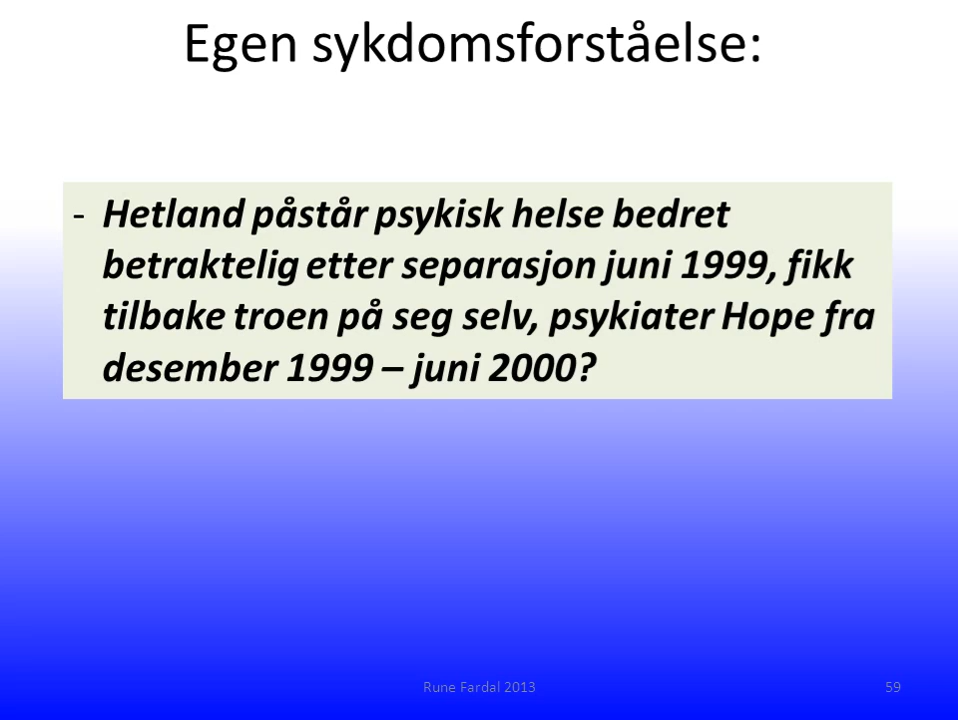 Egen sykdomsforståelse:
- Hetland påstår psykisk helse bedret
betraktelig etter separasjon juni 1999, fikk
tilbake troen på seg selv, psykiater Hope fra
desember 1999 – juni 2000?
Rune Fardal 2013
59